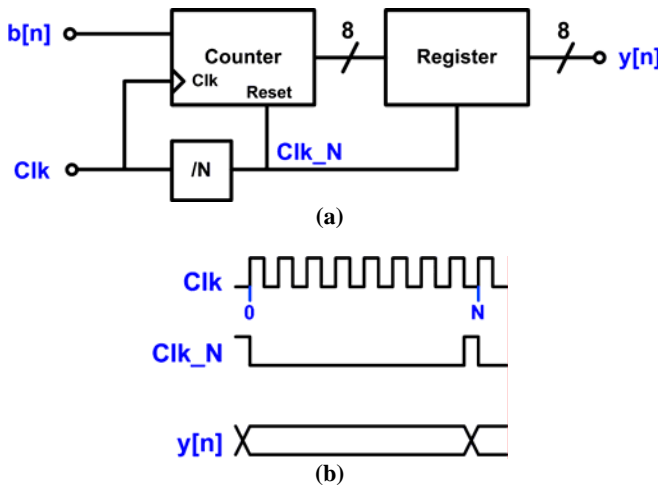 b[n]
Counter
Clk
Reset
8
Register
8
y[n]
Clk
/N
Clk_N
(a)
Clk
0
N
Clk_N
y[n]
(b)